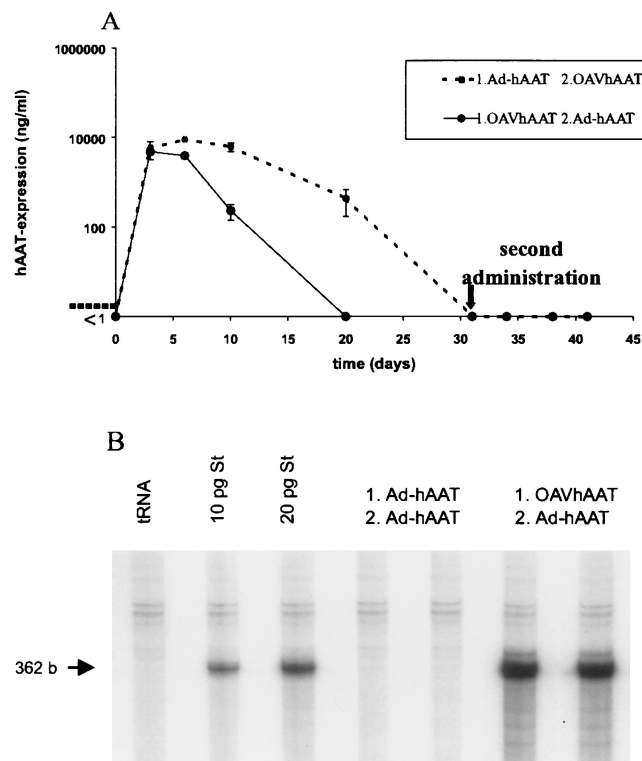 A
1000000
10000
100
<1
hAAT-expression (ng/ml)
1.Ad-hAAT 2.OAVhAAT
1.OAVhAAT 2.Ad-hAAT
second
administration
0 5 10 15 20 25 30 35 40 45
time (days)
B
tRNA
10 pg St
20 pg St
1. Ad-hAAT
2. Ad-hAAT
1. OAVhAAT
2. Ad-hAAT
362 b